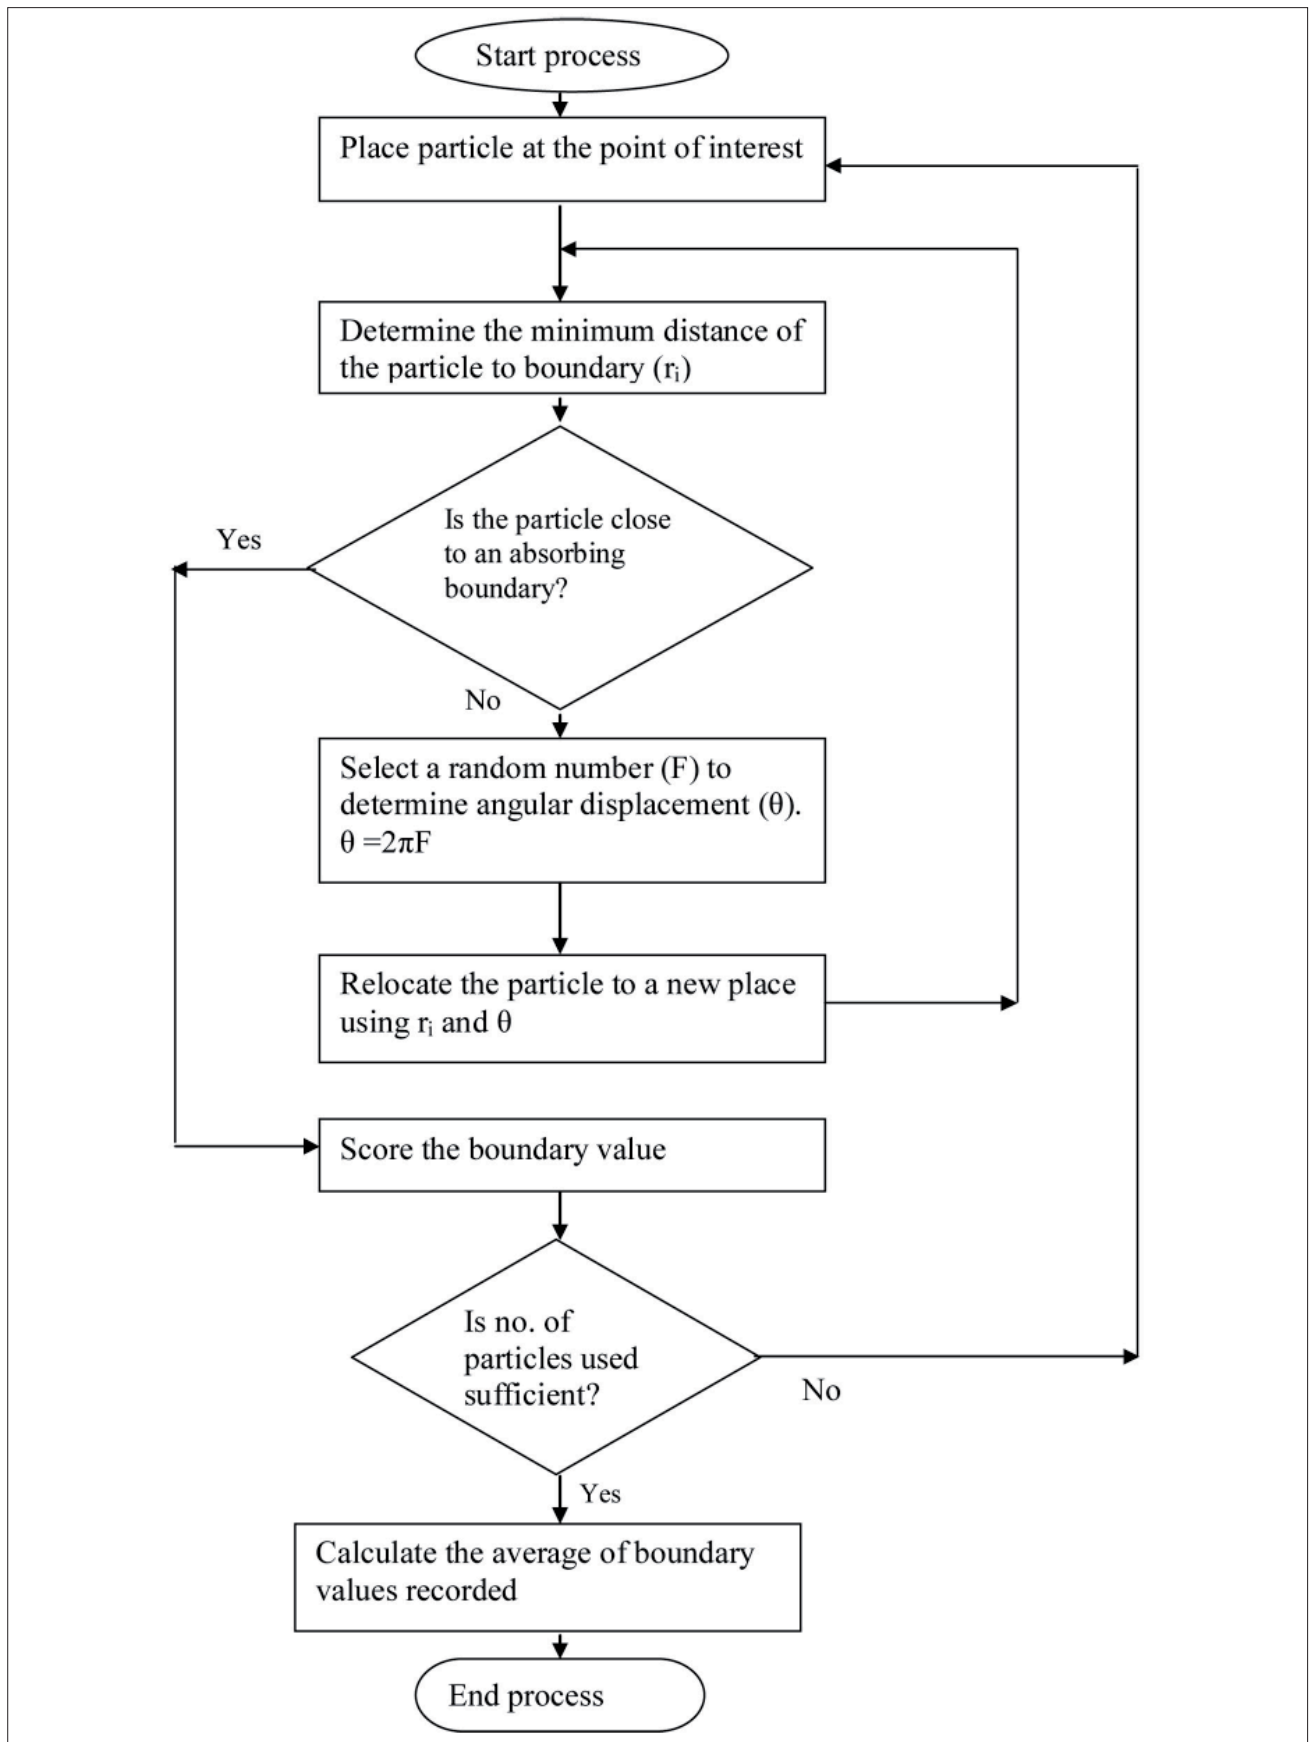 Start process
Place particle at the point of interest
Determine the minimum distance of
the particle to boundary (rᵢ)
Is the particle close
to an absorbing
boundary?
Yes
No
Select a random number (F) to
determine angular displacement (θ).
θ =2πF
Relocate the particle to a new place
using rᵢ and θ
Score the boundary value
Is no. of
particles used
sufficient?
No
Yes
Calculate the average of boundary
values recorded
End process